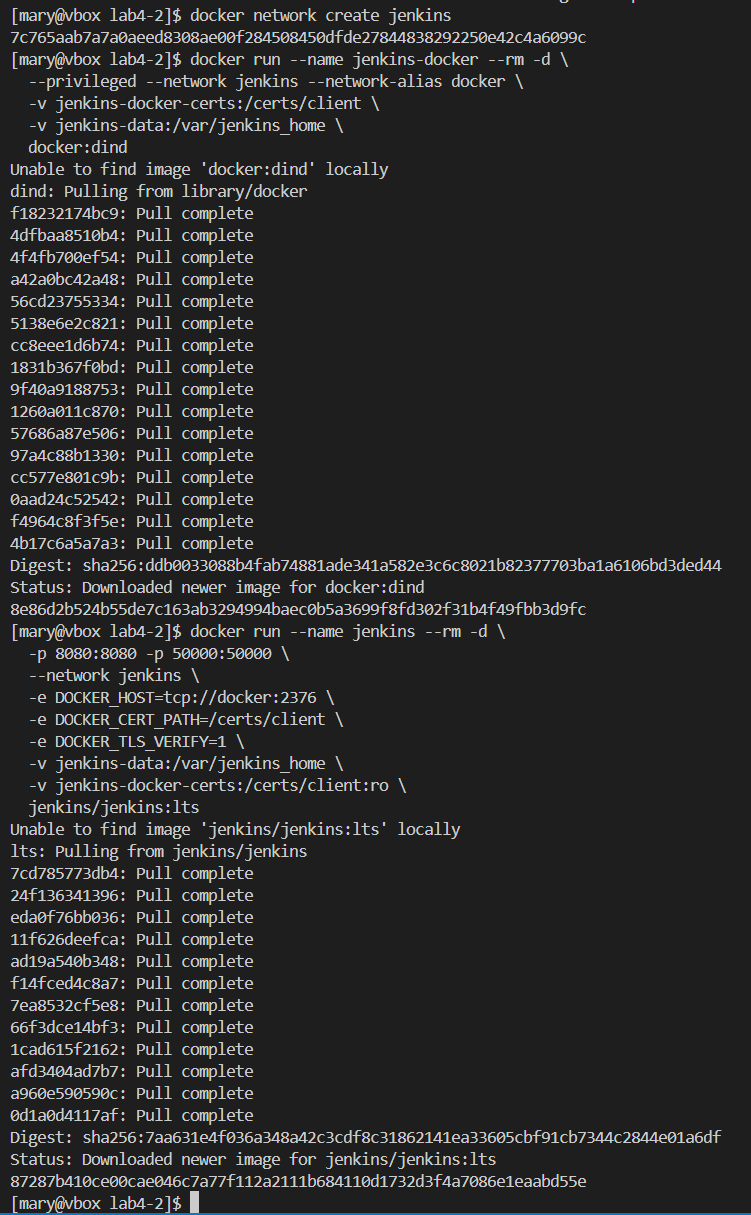 [mary@vbox lab4-2]$ docker network create jenkins
7c765aab7a7a0aeed8308ae00f284508450dfde27844838292250e42c4a6099c
[mary@vbox lab4-2]$ docker run --name jenkins-docker --rm -d \
  --privileged --network jenkins --network-alias docker \
  -v jenkins-docker-certs:/certs/client \
  -v jenkins-data:/var/jenkins_home \
  docker:dind
Unable to find image 'docker:dind' locally
dind: Pulling from library/docker
f18232174bc9: Pull complete
4dfbaa8510b4: Pull complete
4f4fb700ef54: Pull complete
a42a0bc42a48: Pull complete
56cd23755334: Pull complete
5138e6e2c821: Pull complete
cc8eee1d6b74: Pull complete
1831b367f0bd: Pull complete
9f40a9188753: Pull complete
1260a011c870: Pull complete
57686a87e506: Pull complete
97a4c88b1330: Pull complete
cc577e801c9b: Pull complete
0aad24c52542: Pull complete
f4964c8f3f5e: Pull complete
4b17c6a5a7a3: Pull complete
Digest: sha256:ddb0033088b4fab74881ade341a582e3c6c8021b82377703ba1a6106bd3ded44
Status: Downloaded newer image for docker:dind
8e86d2b524b55de7c163ab3294994baec0b5a3699f8fd302f31b4f49fbb3d9fc
[mary@vbox lab4-2]$ docker run --name jenkins --rm -d \
  -p 8080:8080 -p 50000:50000 \
  --network jenkins \
  -e DOCKER_HOST=tcp://docker:2376 \
  -e DOCKER_CERT_PATH=/certs/client \
  -e DOCKER_TLS_VERIFY=1 \
  -v jenkins-data:/var/jenkins_home \
  -v jenkins-docker-certs:/certs/client:ro \
  jenkins/jenkins:lts
Unable to find image 'jenkins/jenkins:lts' locally
lts: Pulling from jenkins/jenkins
7cd785773db4: Pull complete
24f136341396: Pull complete
eda0f76bb036: Pull complete
11f626deefca: Pull complete
ad19a540b348: Pull complete
f14fced4c8a7: Pull complete
7ea8532cf5e8: Pull complete
66f3dce14bf3: Pull complete
1cad615f2162: Pull complete
afd3404ad7b7: Pull complete
a960e590590c: Pull complete
0d1a0d4117af: Pull complete
Digest: sha256:7aa631e4f036a348a42c3cdf8c31862141ea33605cbf91cb7344c2844e01a6df
Status: Downloaded newer image for jenkins/jenkins:lts
87287b410ce00cae046c7a77f112a2111b684110d1732d3f4a7086e1eaabd55e
[mary@vbox lab4-2]$